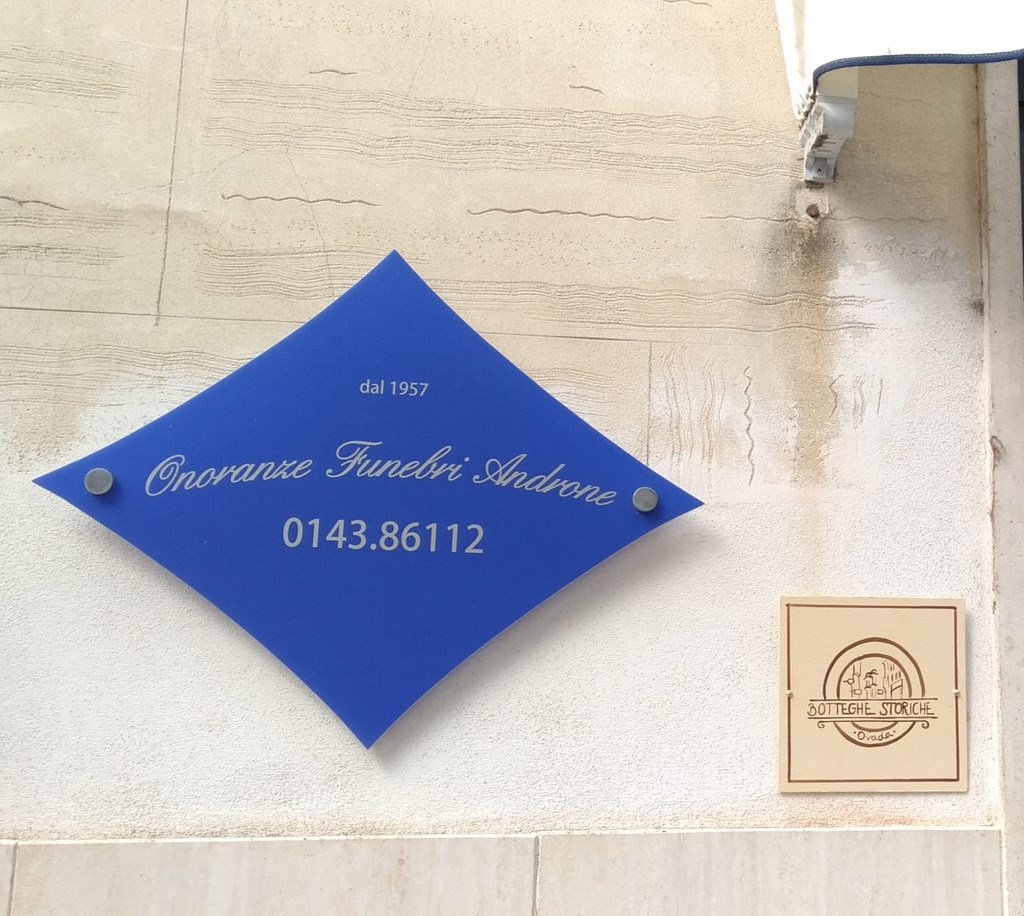 dal 1957
Onoranze Funebri Androne
0143.86112
BOTTEGHE STORICHE
·Ovada·